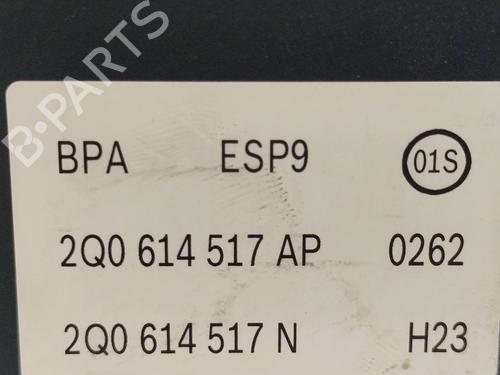 B-PARTS
BPA ESP9 01S
2Q0 614 517 AP 0262
2Q0 614 517 N H23